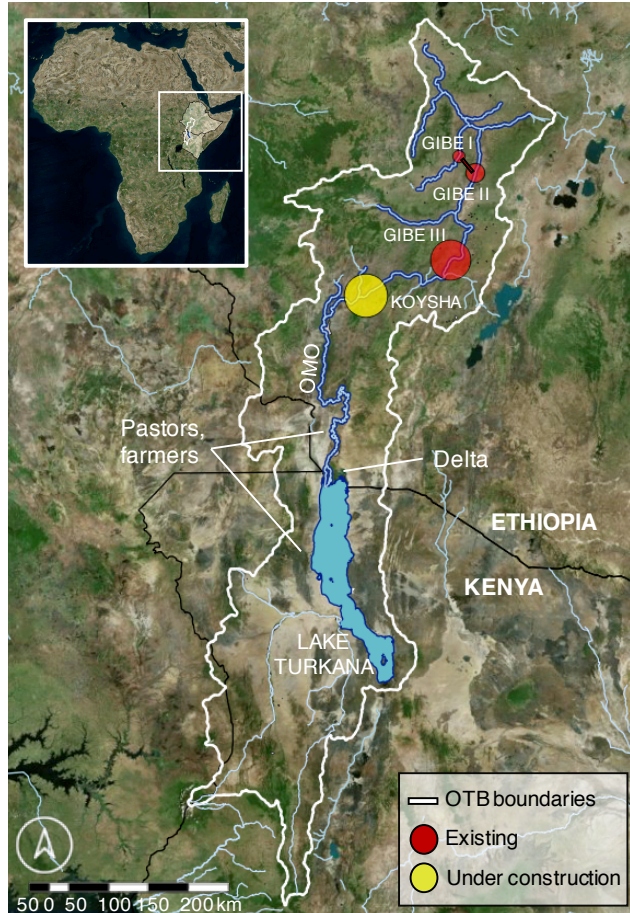 GIBE I
GIBE II
GIBE III
KOYSHA
OMO
Pastors,
farmers
Delta
ETHIOPIA
KENYA
LAKE
TURKANA
OTB boundaries
Existing
Under construction
50 0 50 100 150 200 km